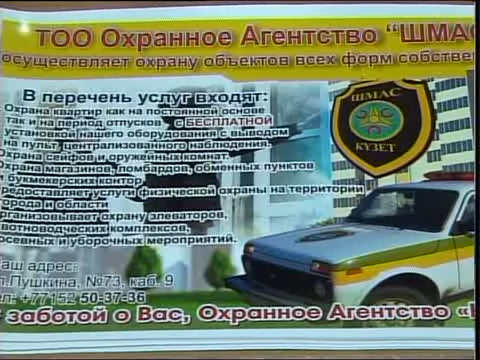 ТОО Охранное Агентство "ШМАС
осуществляет охрану объектов всех форм собстве
В перечень услуг входят:
Охрана квартир как на постоянной основе
так и на период отпусков, с БЕСПЛАТНОЙ
установкой нашего оборудования с выводом
на пульт централизованного наблюдения.
Охрана сейфов и оружейных комнат.
Охрана магазинов, ломбардов, обменных пунктов
букмекерских контор.
редоставляет услуги физической охраны на территории
орода и области.
рганизовывает охрану элеваторов,
вотноводческих комплексов,
осевных и уборочных мероприятий.
аш адрес:
л.Пушкина, №73, каб. 9
ел: +77152 50-37-36
ШМАС
КУЗЕТ
с заботой о Вас, Охранное Агентство